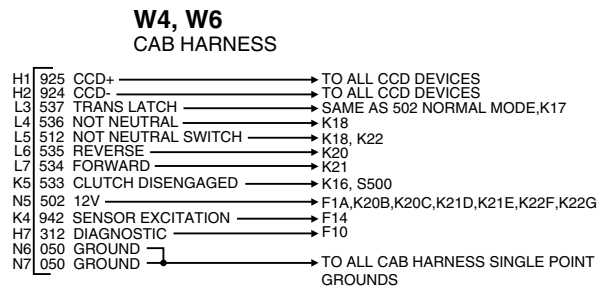 W4, W6
CAB HARNESS
H1 925 CCD+ TO ALL CCD DEVICES
H2 924 CCD- TO ALL CCD DEVICES
L3 537 TRANS LATCH SAME AS 502 NORMAL MODE,K17
L4 536 NOT NEUTRAL K18
L5 512 NOT NEUTRAL SWITCH K18, K22
L6 535 REVERSE K20
L7 534 FORWARD K21
K5 533 CLUTCH DISENGAGED K16, S500
N5 502 12V F1A,K20B,K20C,K21D,K21E,K22F,K22G
K4 942 SENSOR EXCITATION F14
H7 312 DIAGNOSTIC F10
N6 050 GROUND
N7 050 GROUND TO ALL CAB HARNESS SINGLE POINT
GROUNDS